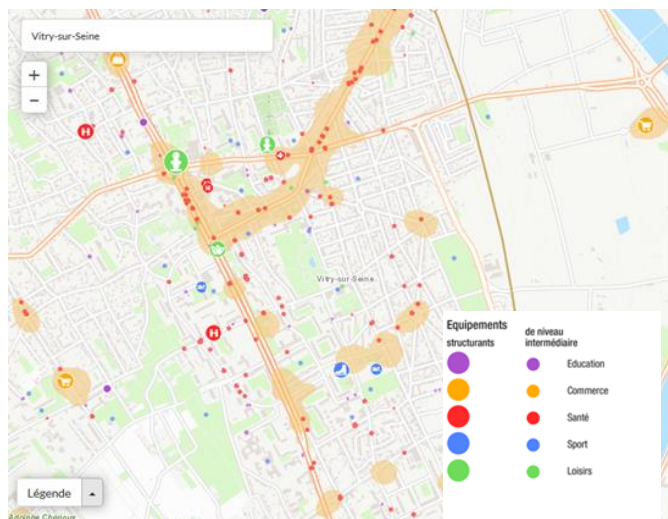 Vitry-sur-Seine
+
−
H
Vitry-sur-Seine
H
Equipements
structurants
de niveau
intermédiaire
Education
Commerce
Santé
Sport
Loisirs
Légende